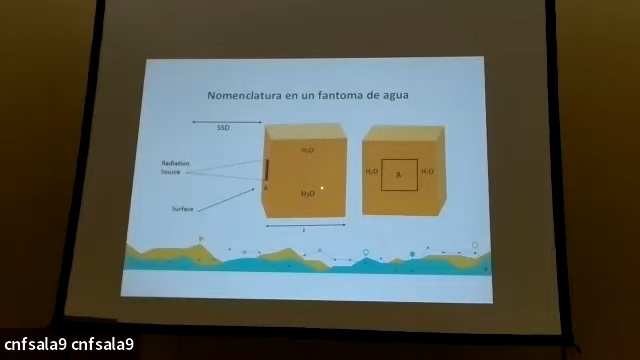 Nomenclatura en un fantoma de agua
SSD
H₂O
Radiation
Source
H₂O
A
H₂O
A
H₂O
Surface
z
cnfsala9 cnfsala9